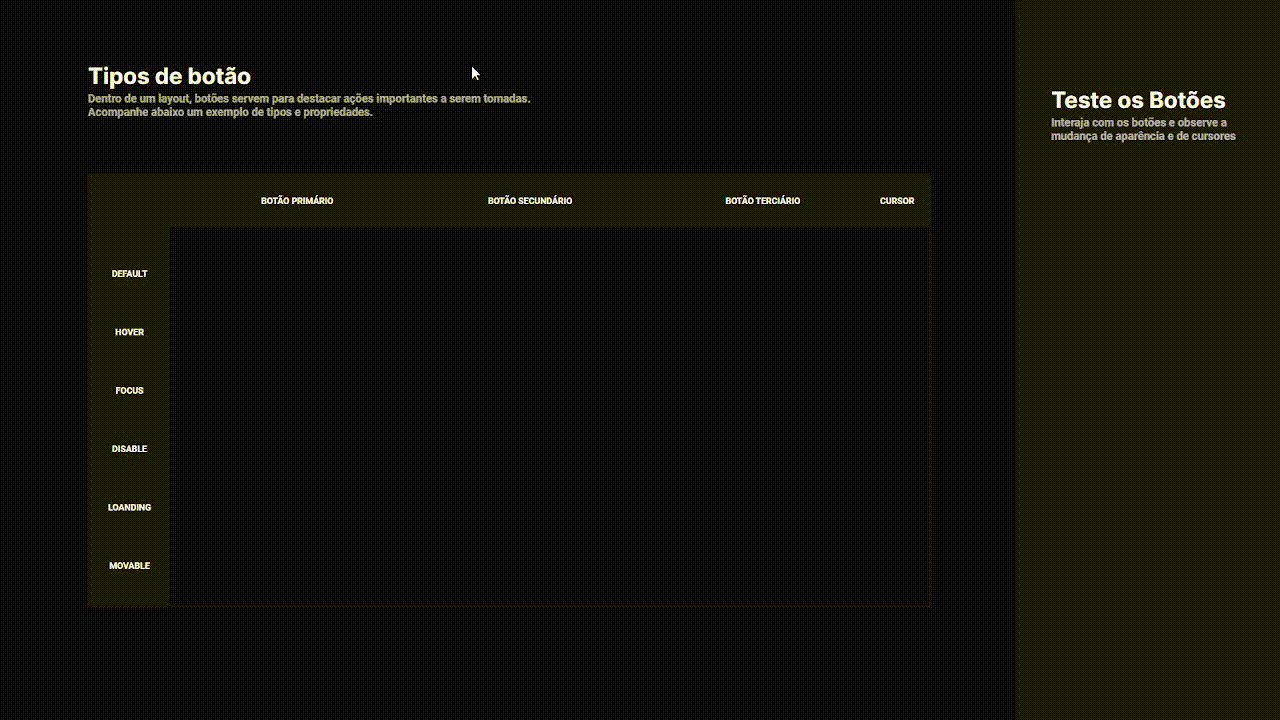 Tipos de botão
Dentro de um layout, botões servem para destacar ações importantes a serem tomadas.
Acompanhe abaixo um exemplo de tipos e propriedades.
Teste os Botões
Interaja com os botões e observe a
mudança de aparência e de cursores
BOTÃO PRIMÁRIO BOTÃO SECUNDÁRIO BOTÃO TERCIÁRIO CURSOR
DEFAULT
HOVER
FOCUS
DISABLE
LOANDING
MOVABLE